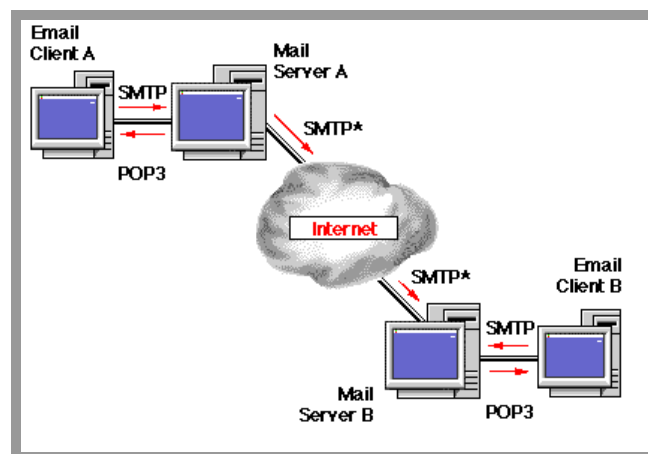 Email
Client A
Mail
Server A
SMTP
SMTP*
POP3
Internet
SMTP*
Email
Client B
SMTP
Mail
Server B
POP3